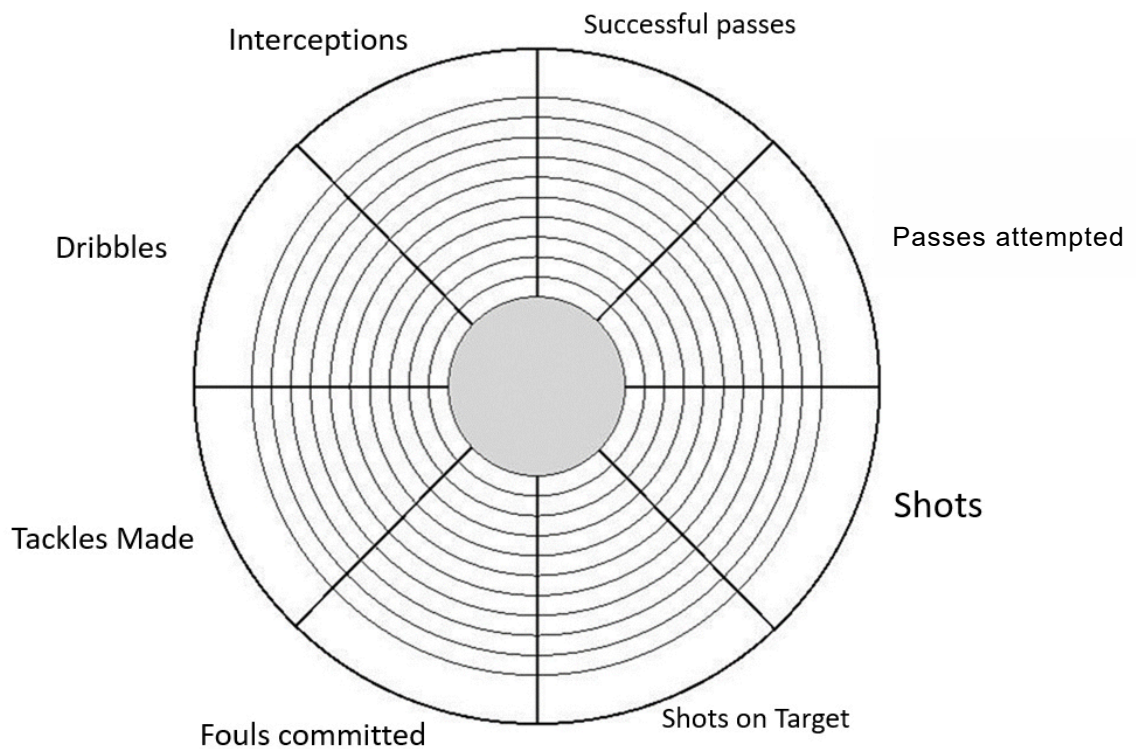 Successful passes
Interceptions
Passes attempted
Dribbles
Shots
Tackles Made
Shots on Target
Fouls committed